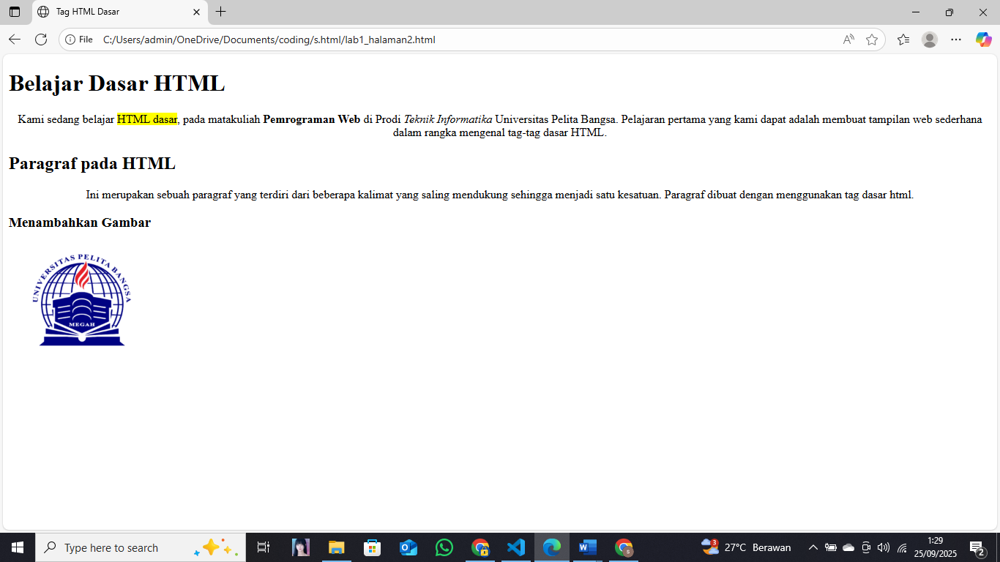 Tag HTML Dasar
File C:/Users/admin/OneDrive/Documents/coding/s.html/lab1_halaman2.html
Belajar Dasar HTML
Kami sedang belajar HTML dasar, pada matakuliah Pemrograman Web di Prodi Teknik Informatika Universitas Pelita Bangsa. Pelajaran pertama yang kami dapat adalah membuat tampilan web sederhana
dalam rangka mengenal tag-tag dasar HTML.
Paragraf pada HTML
Ini merupakan sebuah paragraf yang terdiri dari beberapa kalimat yang saling mendukung sehingga menjadi satu kesatuan. Paragraf dibuat dengan menggunakan tag dasar html.
Menambahkan Gambar
UNIVERSITAS PELITA BANGSA
MEGAH
Type here to search
3
27°C Berawan
1:29
25/09/2025
2